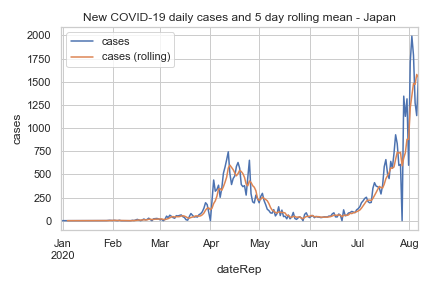 New COVID-19 daily cases and 5 day rolling mean - Japan
cases
cases (rolling)
2000
1750
1500
1250
1000
750
500
250
0
cases
Jan Feb Mar Apr May Jun Jul Aug
2020
dateRep